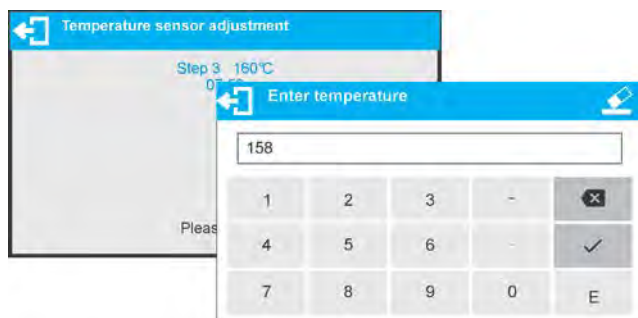 Temperature sensor adjustment
Step 3 160°C
Enter temperature
158
1 2 3 -
Pleas
4 5 6
7 8 9 0 E